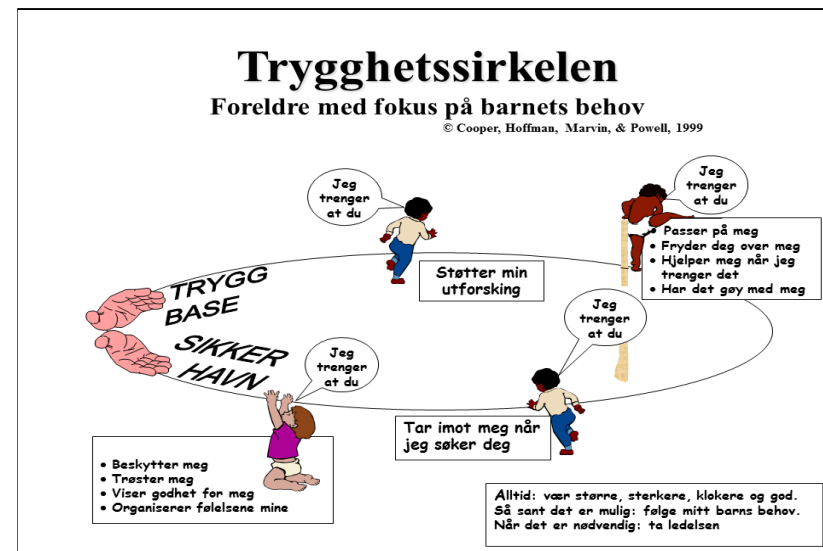 Trygghetssirkelen
Foreldre med fokus på barnets behov
© Cooper, Hoffman, Marvin, & Powell, 1999
Jeg
trenger
at du
Støtter min
utforsking
Jeg
trenger
at du
• Passer på meg
• Fryder deg over meg
• Hjelper meg når jeg
trenger det
• Har det gøy med meg
TRYGG
BASE
SIKKER
HAVN
Jeg
trenger
at du
Tar imot meg når
jeg søker deg
Jeg
trenger
at du
• Beskytter meg
• Trøster meg
• Viser godhet for meg
• Organiserer følelsene mine
Alltid: vær større, sterkere, klokere og god.
Så sant det er mulig: følge mitt barns behov.
Når det er nødvendig: ta ledelsen